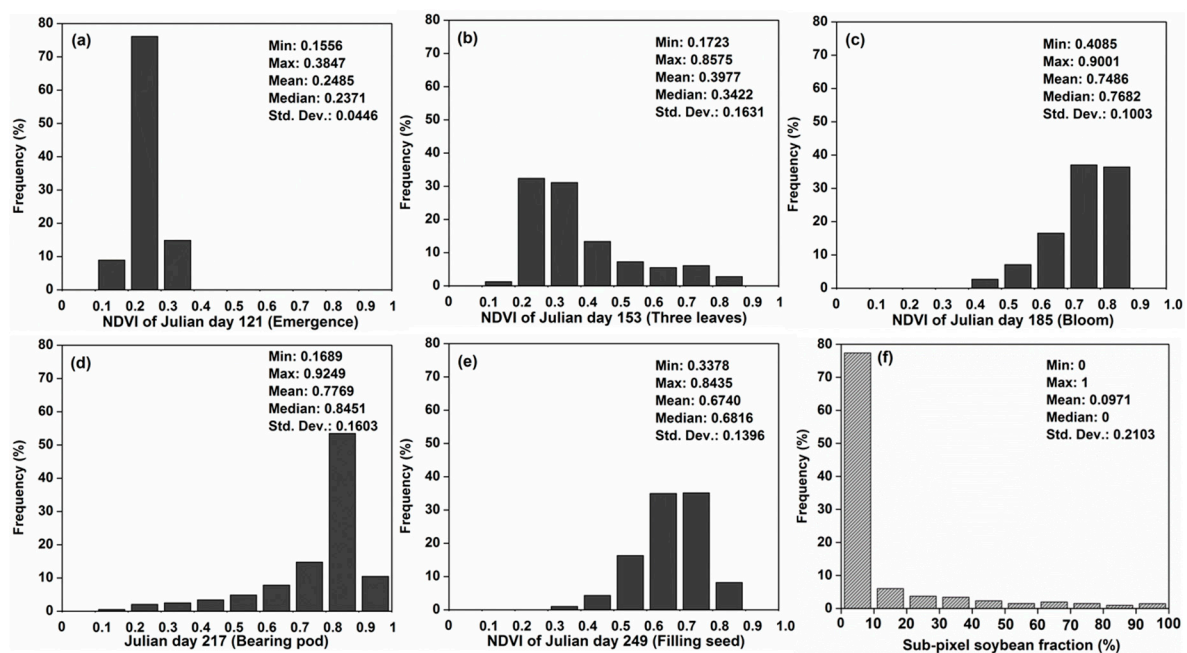 (a)
Min: 0.1556
Max: 0.3847
Mean: 0.2485
Median: 0.2371
Std. Dev.: 0.0446
Frequency (%)
80
70
60
50
40
30
20
10
0
0 0.1 0.2 0.3 0.4 0.5 0.6 0.7 0.8 0.9 1
NDVI of Julian day 121 (Emergence)
(b)
Min: 0.1723
Max: 0.8575
Mean: 0.3977
Median: 0.3422
Std. Dev.: 0.1631
Frequency (%)
80
70
60
50
40
30
20
10
0
0 0.1 0.2 0.3 0.4 0.5 0.6 0.7 0.8 0.9 1
NDVI of Julian day 153 (Three leaves)
(c)
Min: 0.4085
Max: 0.9001
Mean: 0.7486
Median: 0.7682
Std. Dev.: 0.1003
Frequency (%)
80
70
60
50
40
30
20
10
0
0 0.1 0.2 0.3 0.4 0.5 0.6 0.7 0.8 0.9 1.0
NDVI of Julian day 185 (Bloom)
(d)
Min: 0.1689
Max: 0.9249
Mean: 0.7769
Median: 0.8451
Std. Dev.: 0.1603
Frequency (%)
80
70
60
50
40
30
20
10
0
0.1 0.2 0.3 0.4 0.5 0.6 0.7 0.8 0.9 1.0
Julian day 217 (Bearing pod)
(e)
Min: 0.3378
Max: 0.8435
Mean: 0.6740
Median: 0.6816
Std. Dev.: 0.1396
Frequency (%)
80
70
60
50
40
30
20
10
0
0.1 0.2 0.3 0.4 0.5 0.6 0.7 0.8 0.9 1.0
NDVI of Julian day 249 (Filling seed)
(f)
Min: 0
Max: 1
Mean: 0.0971
Median: 0
Std. Dev.: 0.2103
Frequency (%)
80
70
60
50
40
30
20
10
0
0 10 20 30 40 50 60 70 80 90 100
Sub-pixel soybean fraction (%)